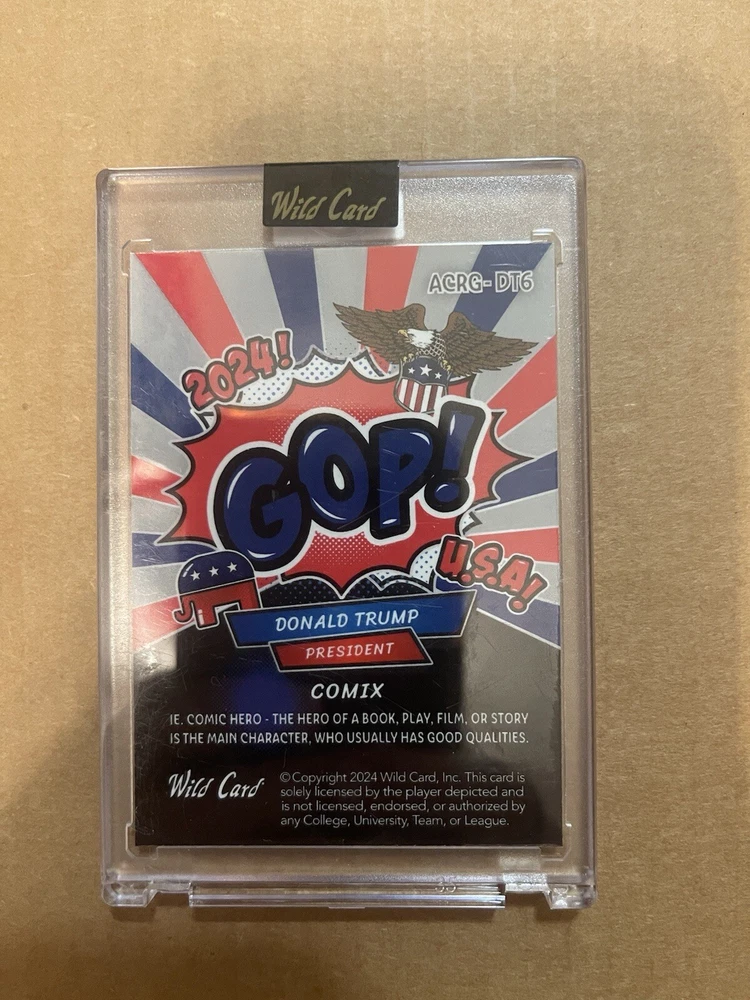 Wild Card
ACRG-DT6
2024!
GOP!
U.S.A!
DONALD TRUMP
PRESIDENT
COMIX
IE. COMIC HERO - THE HERO OF A BOOK, PLAY, FILM, OR STORY
IS THE MAIN CHARACTER, WHO USUALLY HAS GOOD QUALITIES.
Wild Card
©Copyright 2024 Wild Card, Inc. This card is
solely licensed by the player depicted and
is not licensed, endorsed, or authorized by
any College, University, Team, or League.